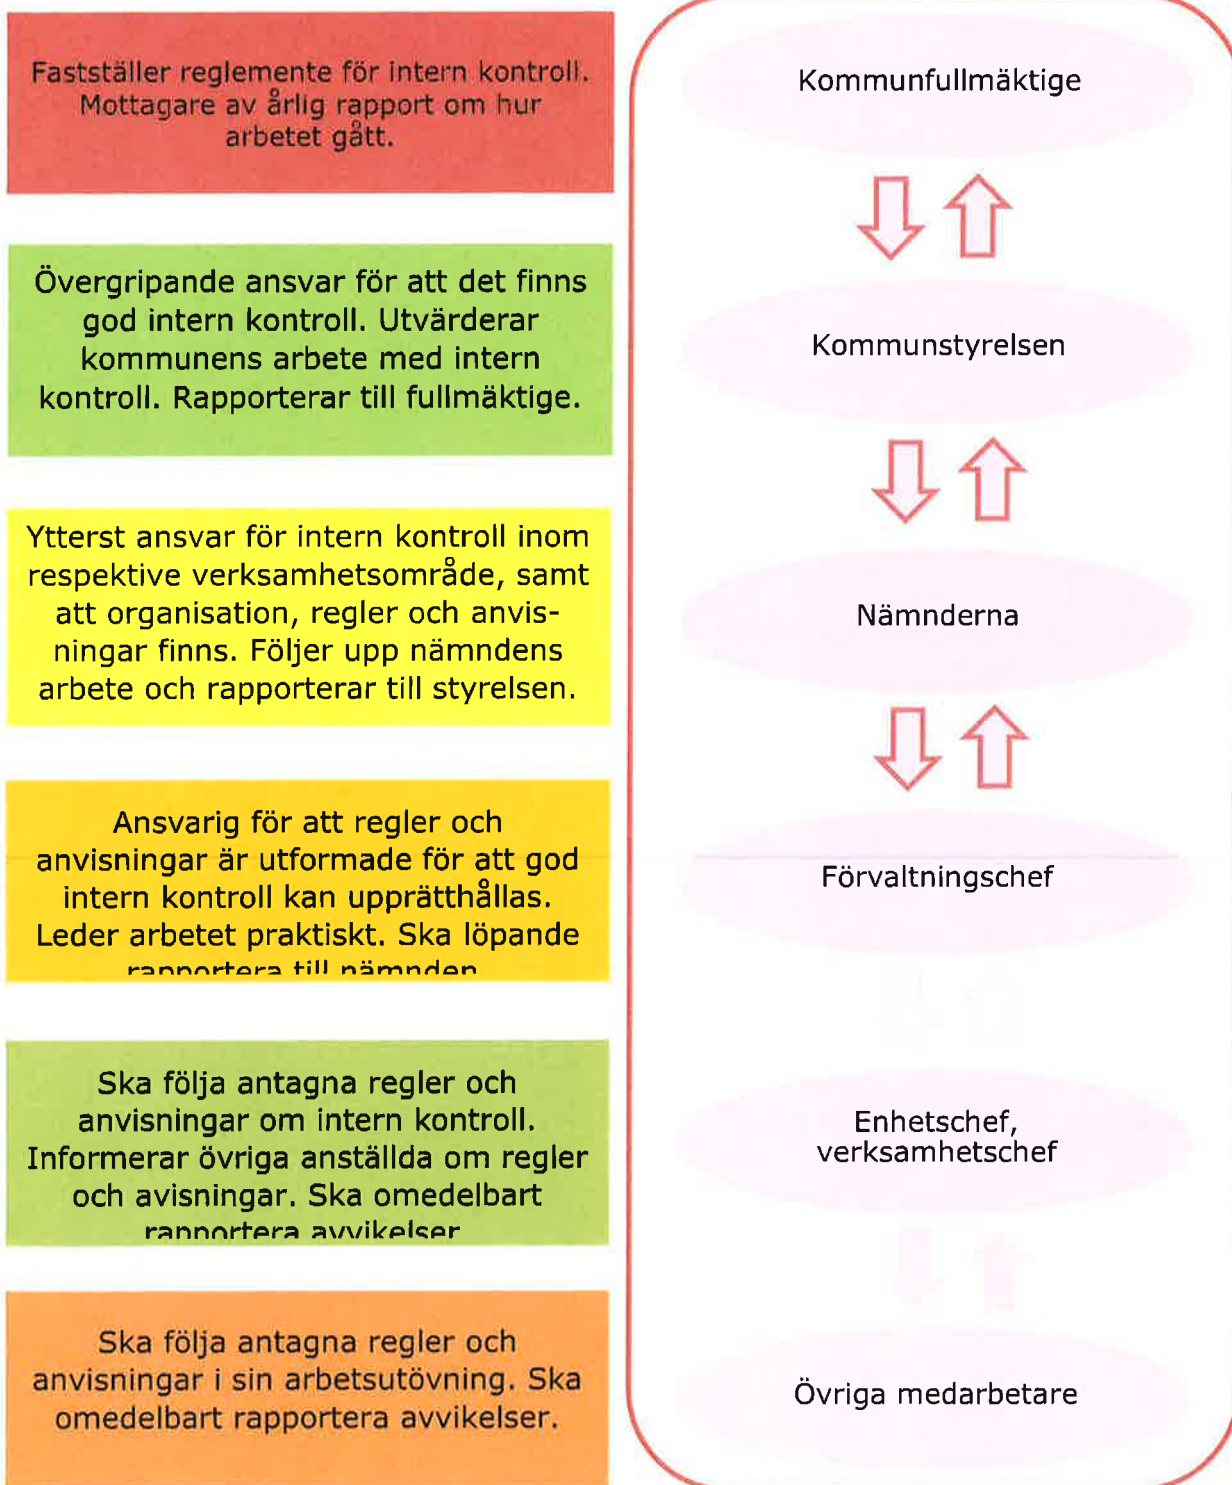 Fastställer reglemente för intern kontroll.
Mottagare av årlig rapport om hur
arbetet gått.
Kommunfullmäktige
Övergripande ansvar för att det finns
god intern kontroll. Utvärderar
kommunens arbete med intern
kontroll. Rapporterar till fullmäktige.
Kommunstyrelsen
Ytterst ansvar för intern kontroll inom
respektive verksamhetsområde, samt
att organisation, regler och anvis-
ningar finns. Följer upp nämndens
arbete och rapporterar till styrelsen.
Nämnderna
Ansvarig för att regler och
anvisningar är utformade för att god
intern kontroll kan upprätthållas.
Leder arbetet praktiskt. Ska löpande
rapportera till nämnden
Förvaltningschef
Ska följa antagna regler och
anvisningar om intern kontroll.
Informerar övriga anställda om regler
och avisningar. Ska omedelbart
rapportera avvikelser
Enhetschef,
verksamhetschef
Ska följa antagna regler och
anvisningar i sin arbetsutövning. Ska
omedelbart rapportera avvikelser.
Övriga medarbetare